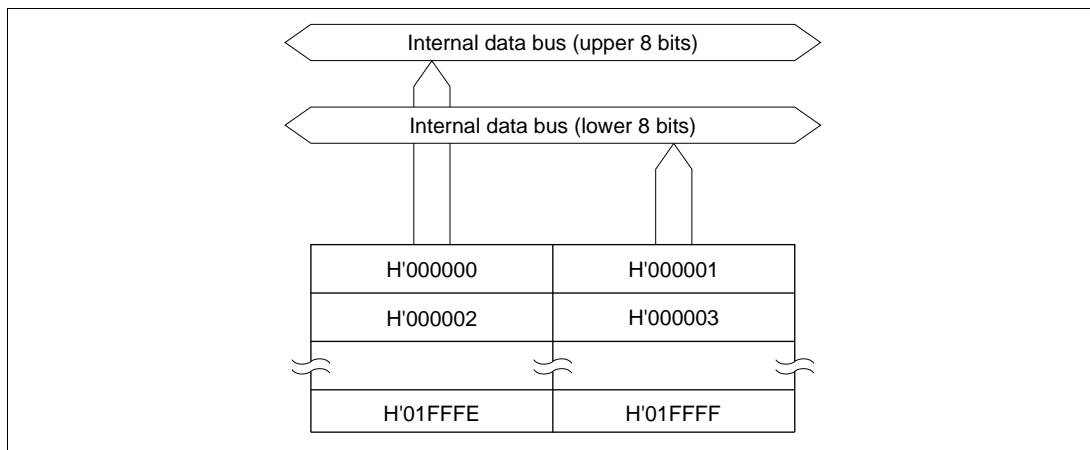 Internal data bus (upper 8 bits)
Internal data bus (lower 8 bits)
H'000000 H'000001
H'000002 H'000003
H'01FFFE H'01FFFF